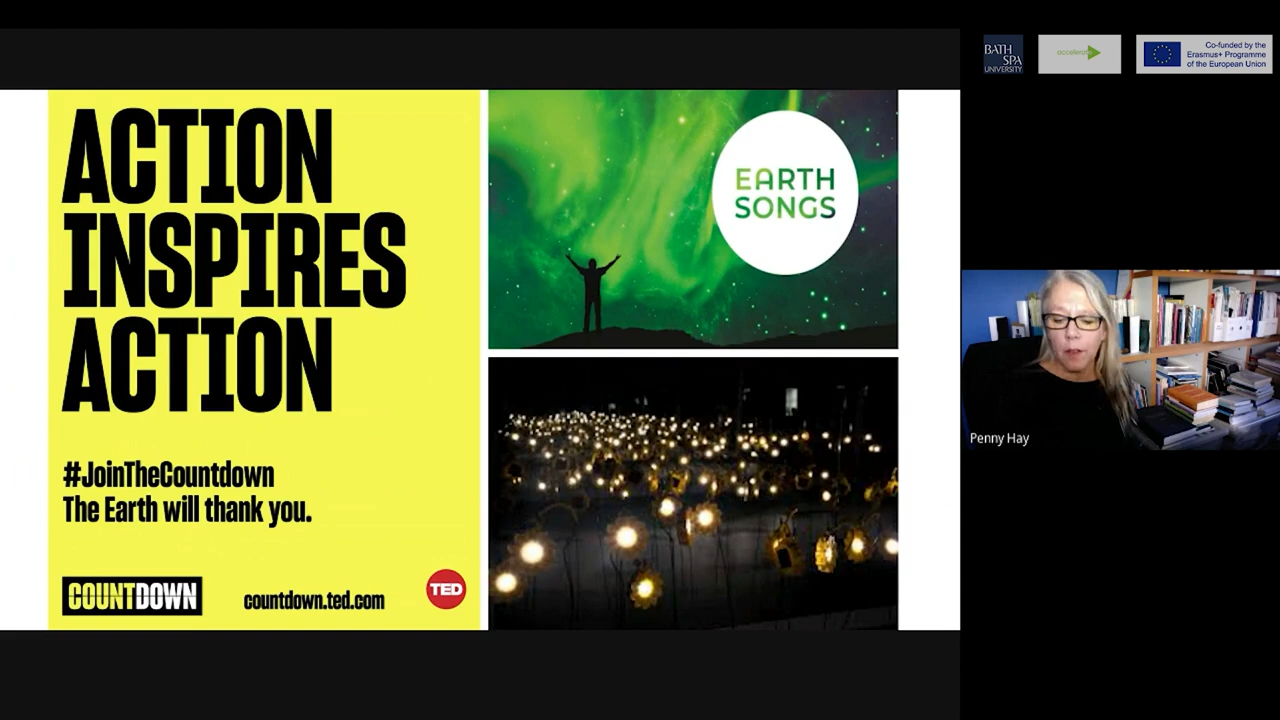 ACTION
INSPIRES
ACTION
#JoinTheCountdown
The Earth will thank you.
COUNTDOWN
countdown.ted.com
TED
EARTH
SONGS
BATH
SPA
UNIVERSITY
accelerate
Co-funded by the
Erasmus+ Programme
of the European Union
Penny Hay